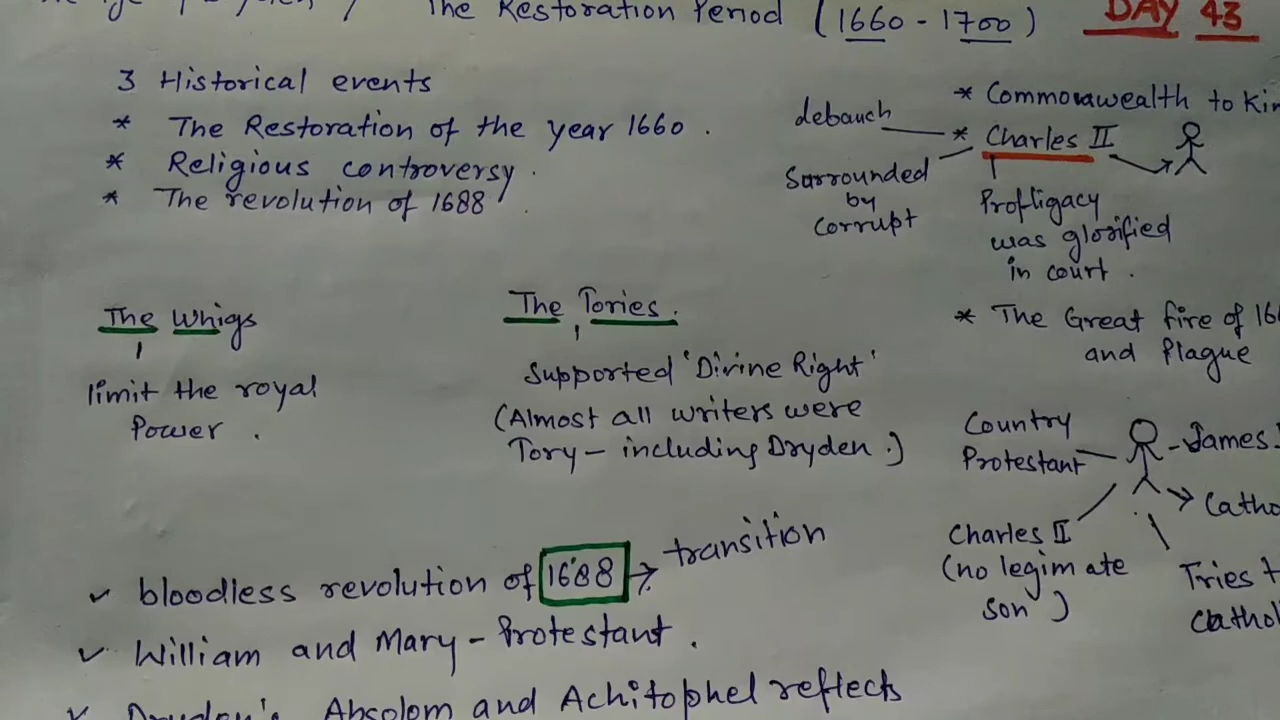 The Restoration Period (1660 - 1700) DAY 43
3 Historical events
* The Restoration of the year 1660 .
* Religious controversy .
* The revolution of 1688
* Commonawealth to
debauch
* Charles II
Surrounded
by
Corrupt
Profligacy
was glorified
in court .
* The Great fire of
and Plague
The Whigs
limit the royal
Power .
The Tories .
Supported 'Divine Right'
(Almost all writers were
Tory - including Dryden .)
Country
Protestant
James
Charles II
(no legimate
son )
Tries
✓ bloodless revolution of 1688 → transition
✓ William and Mary - Protestant .
✓ Dryden's Absolom and Achitophel reflects